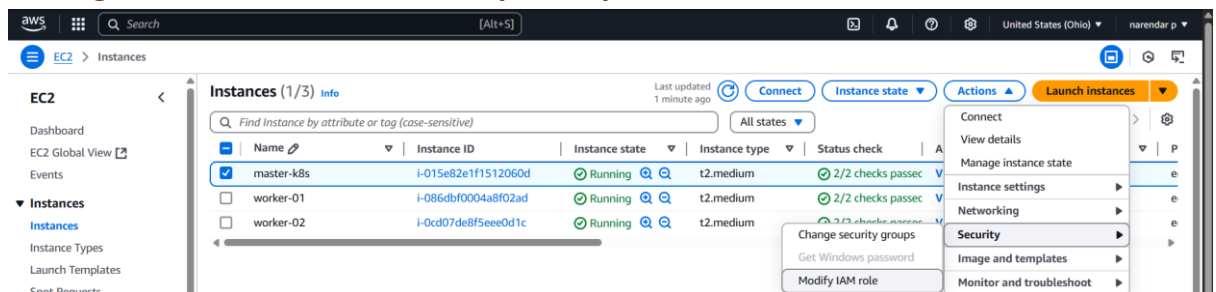 aws Search [Alt+S] United States (Ohio) narendar p
EC2 > Instances
EC2
Dashboard
EC2 Global View
Events
Instances
Instances
Instance Types
Launch Templates
Instances (1/3) Info
Last updated
1 minute ago
Connect Instance state Actions Launch instances
Find Instance by attribute or tag (case-sensitive) All states
Name Instance ID Instance state Instance type Status check A P
master-k8s i-015e82e1f1512060d Running t2.medium 2/2 checks passec V e
worker-01 i-086dbf0004a8f02ad Running t2.medium 2/2 checks passec V e
worker-02 i-0cd07de8f5eee0d1c Running t2.medium 2/2 checks passec V e
Connect
View details
Manage instance state
Instance settings
Networking
Security
Image and templates
Monitor and troubleshoot
Change security groups
Get Windows password
Modify IAM role